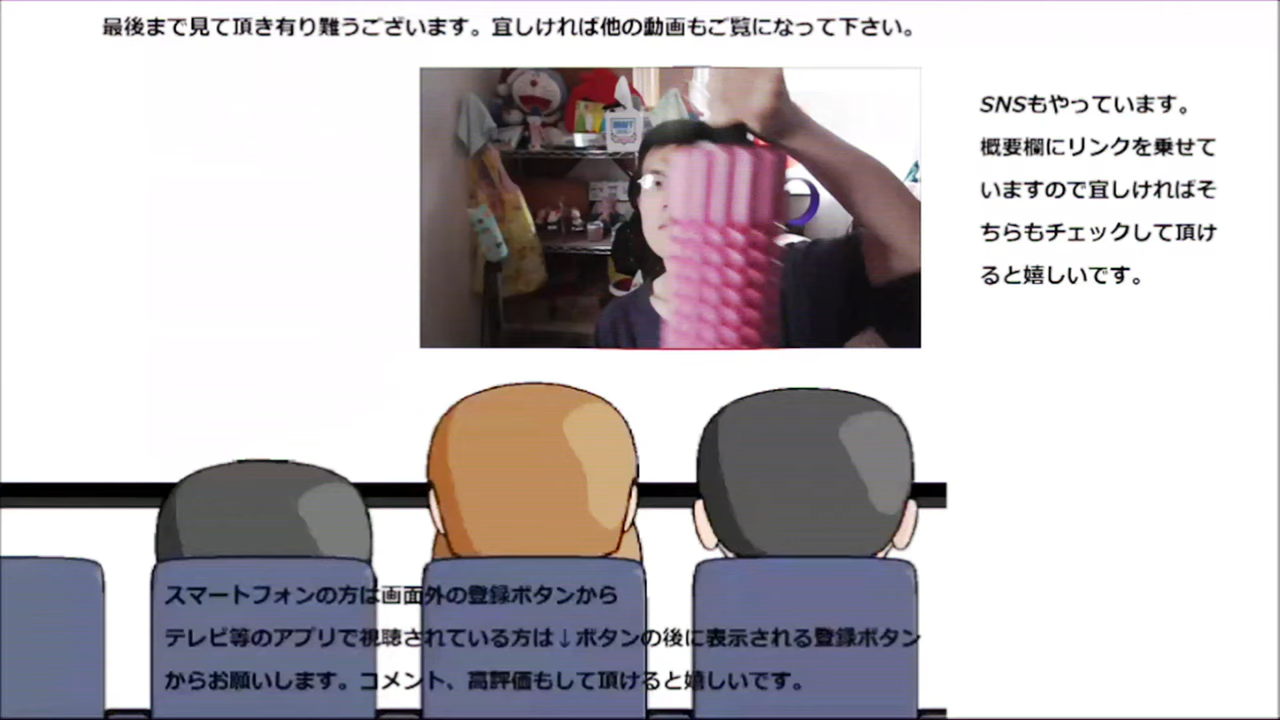 最後まで見て頂き有り難うございます。宜しければ他の動画もご覧になって下さい。
SNSもやっています。
概要欄にリンクを乗せて
いますので宜しければそ
ちらもチェックして頂け
ると嬉しいです。
スマートフォンの方は画面外の登録ボタンから
テレビ等のアプリで視聴されている方は↓ボタンの後に表示される登録ボタン
からお願いします。コメント、高評価もして頂けると嬉しいです。